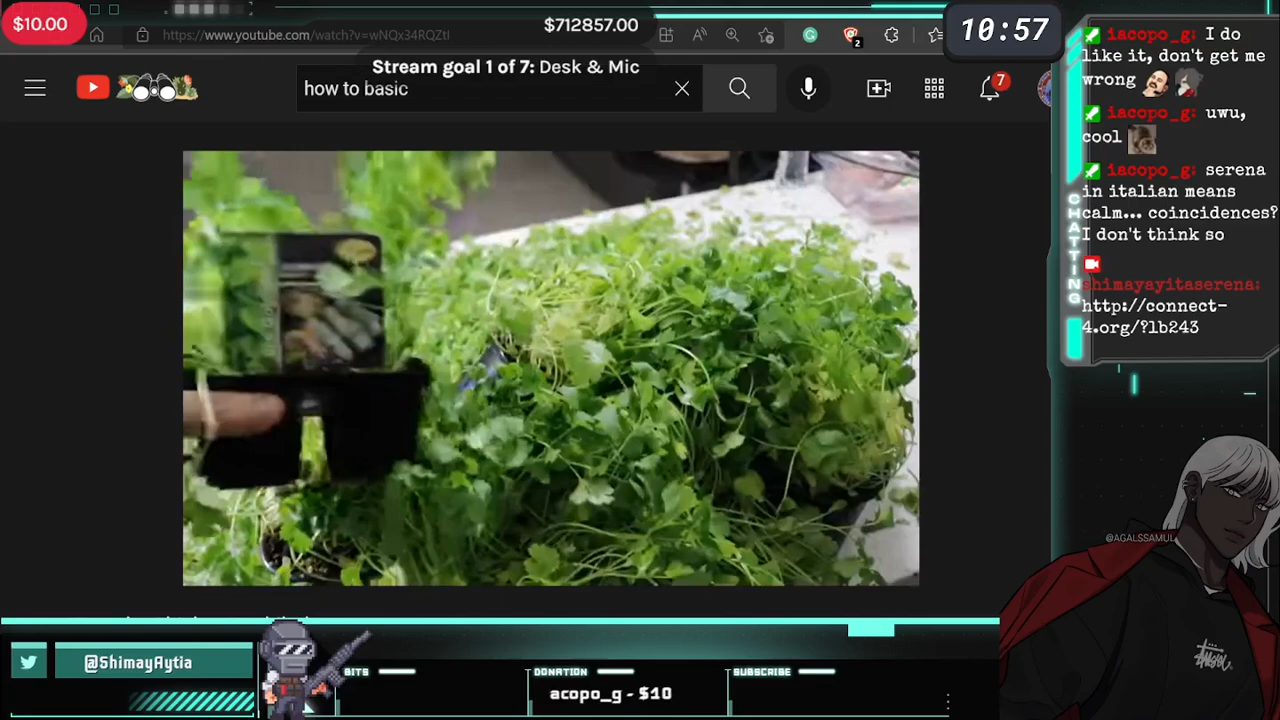 $10.00
$712857.00
10:57
https://www.youtube.com/watch?v=wNQx34RQZtI
2
Stream goal 1 of 7: Desk & Mic
how to basic
7
iacopo_g: I do
like it, don't get me
wrong
iacopo_g: uwu,
cool
iacopo_g: serena
in italian means
calm... coincidences?
I don't think so
shimayayitaserena:
http://connect-
4.org/?lb243
CHATTING
@AGALSSAMUL
@ShimayAytia
BITS
DONATION
acopo_g - $10
SUBSCRIBE